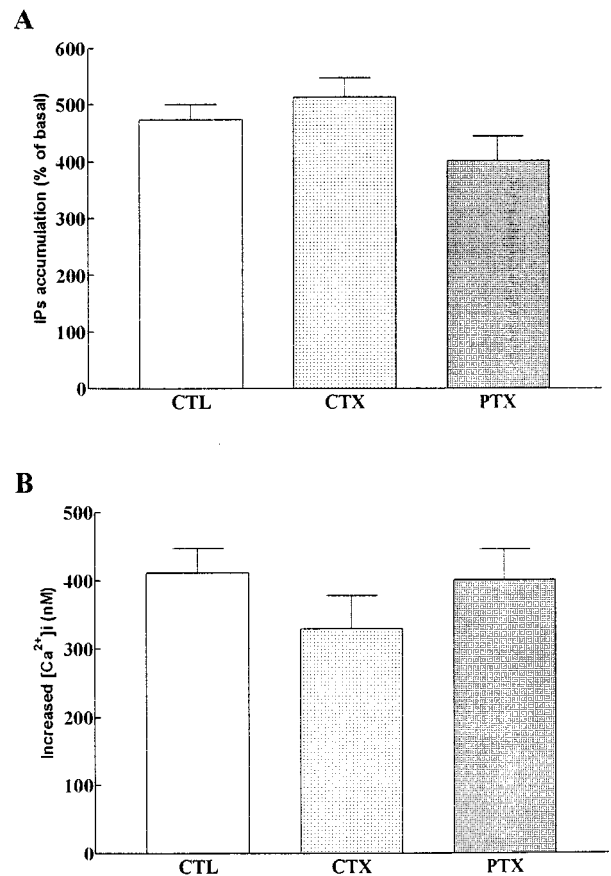 A
IPs accumulation (% of basal)
600
500
400
300
200
100
0
CTL CTX PTX
B
Increased [Ca2+]i (nM)
500
400
300
200
100
0
CTL CTX PTX